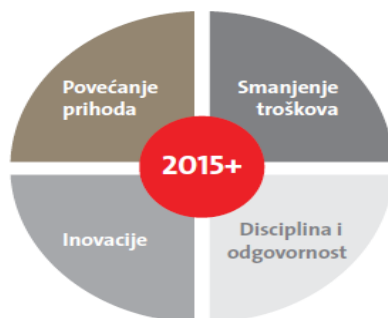 Povećanje
prihoda
Smanjenje
troškova
2015+
Inovacije
Disciplina i
odgovornost